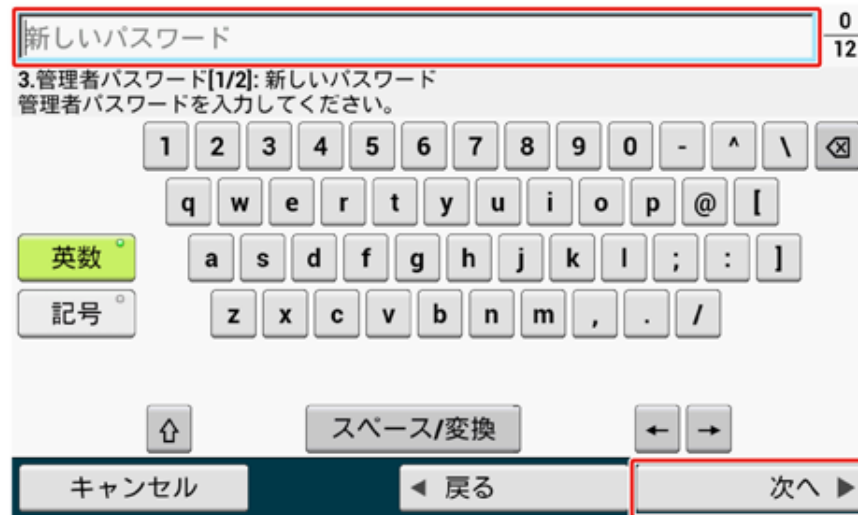 新しいパスワード
0
12
3.管理者パスワード[1/2]: 新しいパスワード
管理者パスワードを入力してください。
1 2 3 4 5 6 7 8 9 0 - ^ \
q w e r t y u i o p @ [
英数 a s d f g h j k l ; : ]
記号 z x c v b n m , . /
スペース/変換 ← →
キャンセル ◀ 戻る 次へ ▶